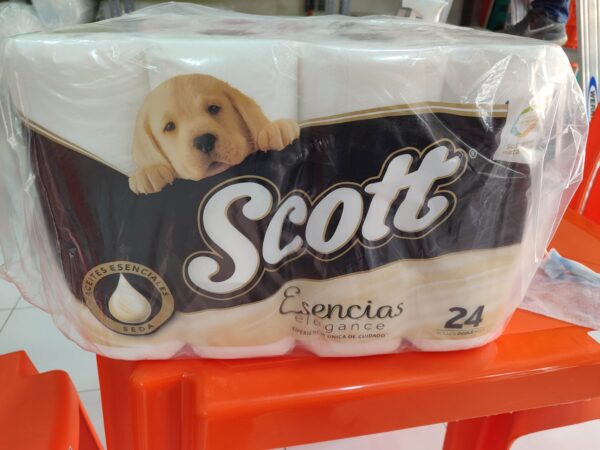 Scott®
ACEITES ESENCIALES
SEDA
Esencias
elegance
EXPERIENCIA ÚNICA DE CUIDADO
24